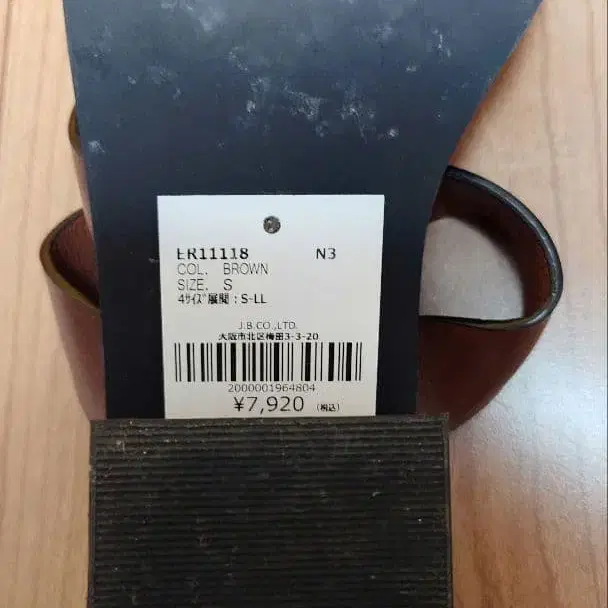 ER11118 N3
COL. BROWN
SIZE. S
4ｻｲｽﾞ展開：S-LL
J.B.CO.,LTD.
大阪市北区梅田3-3-20
2000001964804
¥7,920 （税込）